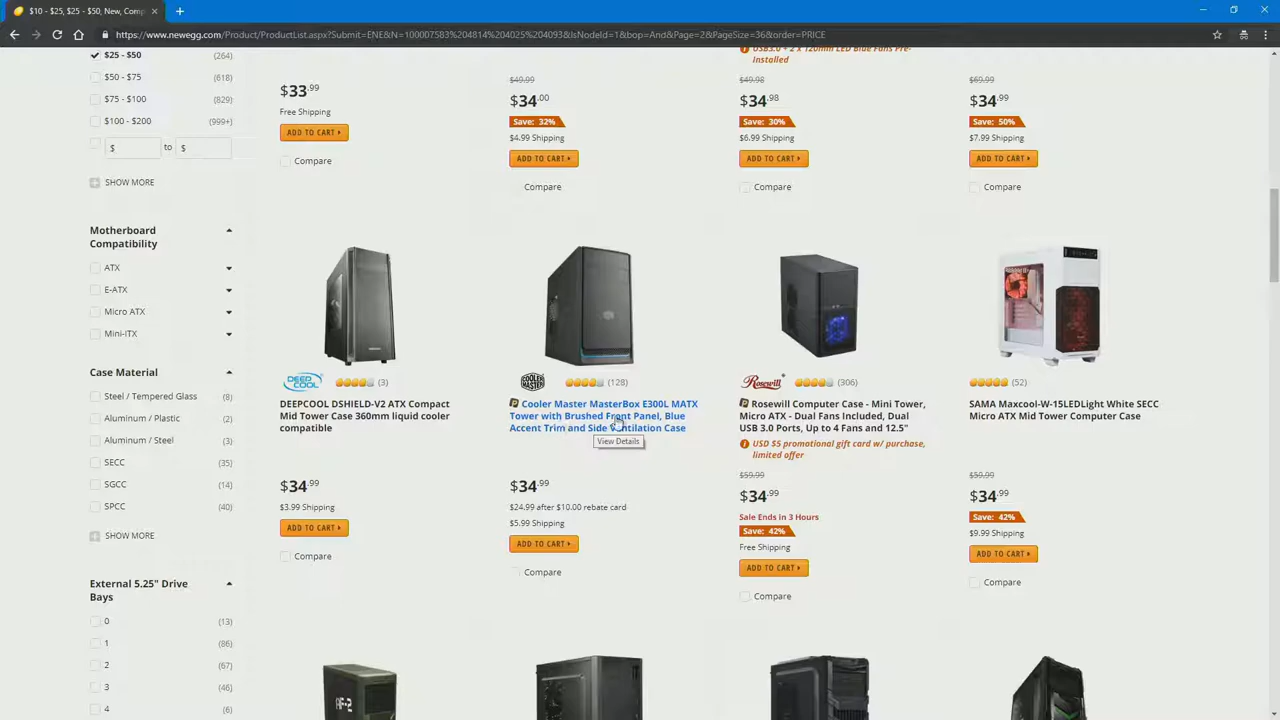 $10 - $25, $25 - $50, New, Comp
https://www.newegg.com/Product/ProductList.aspx?Submit=ENE&N=100007583%204814%204025%204093&IsNodeId=1&bop=And&Page=2&PageSize=36&order=PRICE
$25 - $50 (264)
$50 - $75 (618)
$75 - $100 (829)
$100 - $200 (999+)
$ to $
SHOW MORE
Motherboard
Compatibility
ATX
E-ATX
Micro ATX
Mini-ITX
Case Material
Steel / Tempered Glass (8)
Aluminum / Plastic (2)
Aluminum / Steel (3)
SECC (35)
SGCC (14)
SPCC (40)
SHOW MORE
External 5.25" Drive
Bays
0 (13)
1 (86)
2 (67)
3 (46)
4 (6)
$33.99
Free Shipping
ADD TO CART
Compare
$49.99
$34.00
Save: 32%
$4.99 Shipping
ADD TO CART
Compare
USB3.0 + 2 x 120mm LED Blue Fans Pre-
installed
$49.98
$34.98
Save: 30%
$6.99 Shipping
ADD TO CART
Compare
$69.99
$34.99
Save: 50%
$7.99 Shipping
ADD TO CART
Compare
DEEP COOL (3)
DEEPCOOL DSHIELD-V2 ATX Compact
Mid Tower Case 360mm liquid cooler
compatible
$34.99
$3.99 Shipping
ADD TO CART
Compare
COOLER MASTER (128)
Cooler Master MasterBox E300L MATX
Tower with Brushed Front Panel, Blue
Accent Trim and Side Ventilation Case
View Details
$34.99
$24.99 after $10.00 rebate card
$5.99 Shipping
ADD TO CART
Compare
Rosewill (306)
Rosewill Computer Case - Mini Tower,
Micro ATX - Dual Fans Included, Dual
USB 3.0 Ports, Up to 4 Fans and 12.5"
USD $5 promotional gift card w/ purchase,
limited offer
$59.99
$34.99
Sale Ends in 3 Hours
Save: 42%
Free Shipping
ADD TO CART
Compare
(52)
SAMA Maxcool-W-15LEDLight White SECC
Micro ATX Mid Tower Computer Case
$59.99
$34.99
Save: 42%
$9.99 Shipping
ADD TO CART
Compare